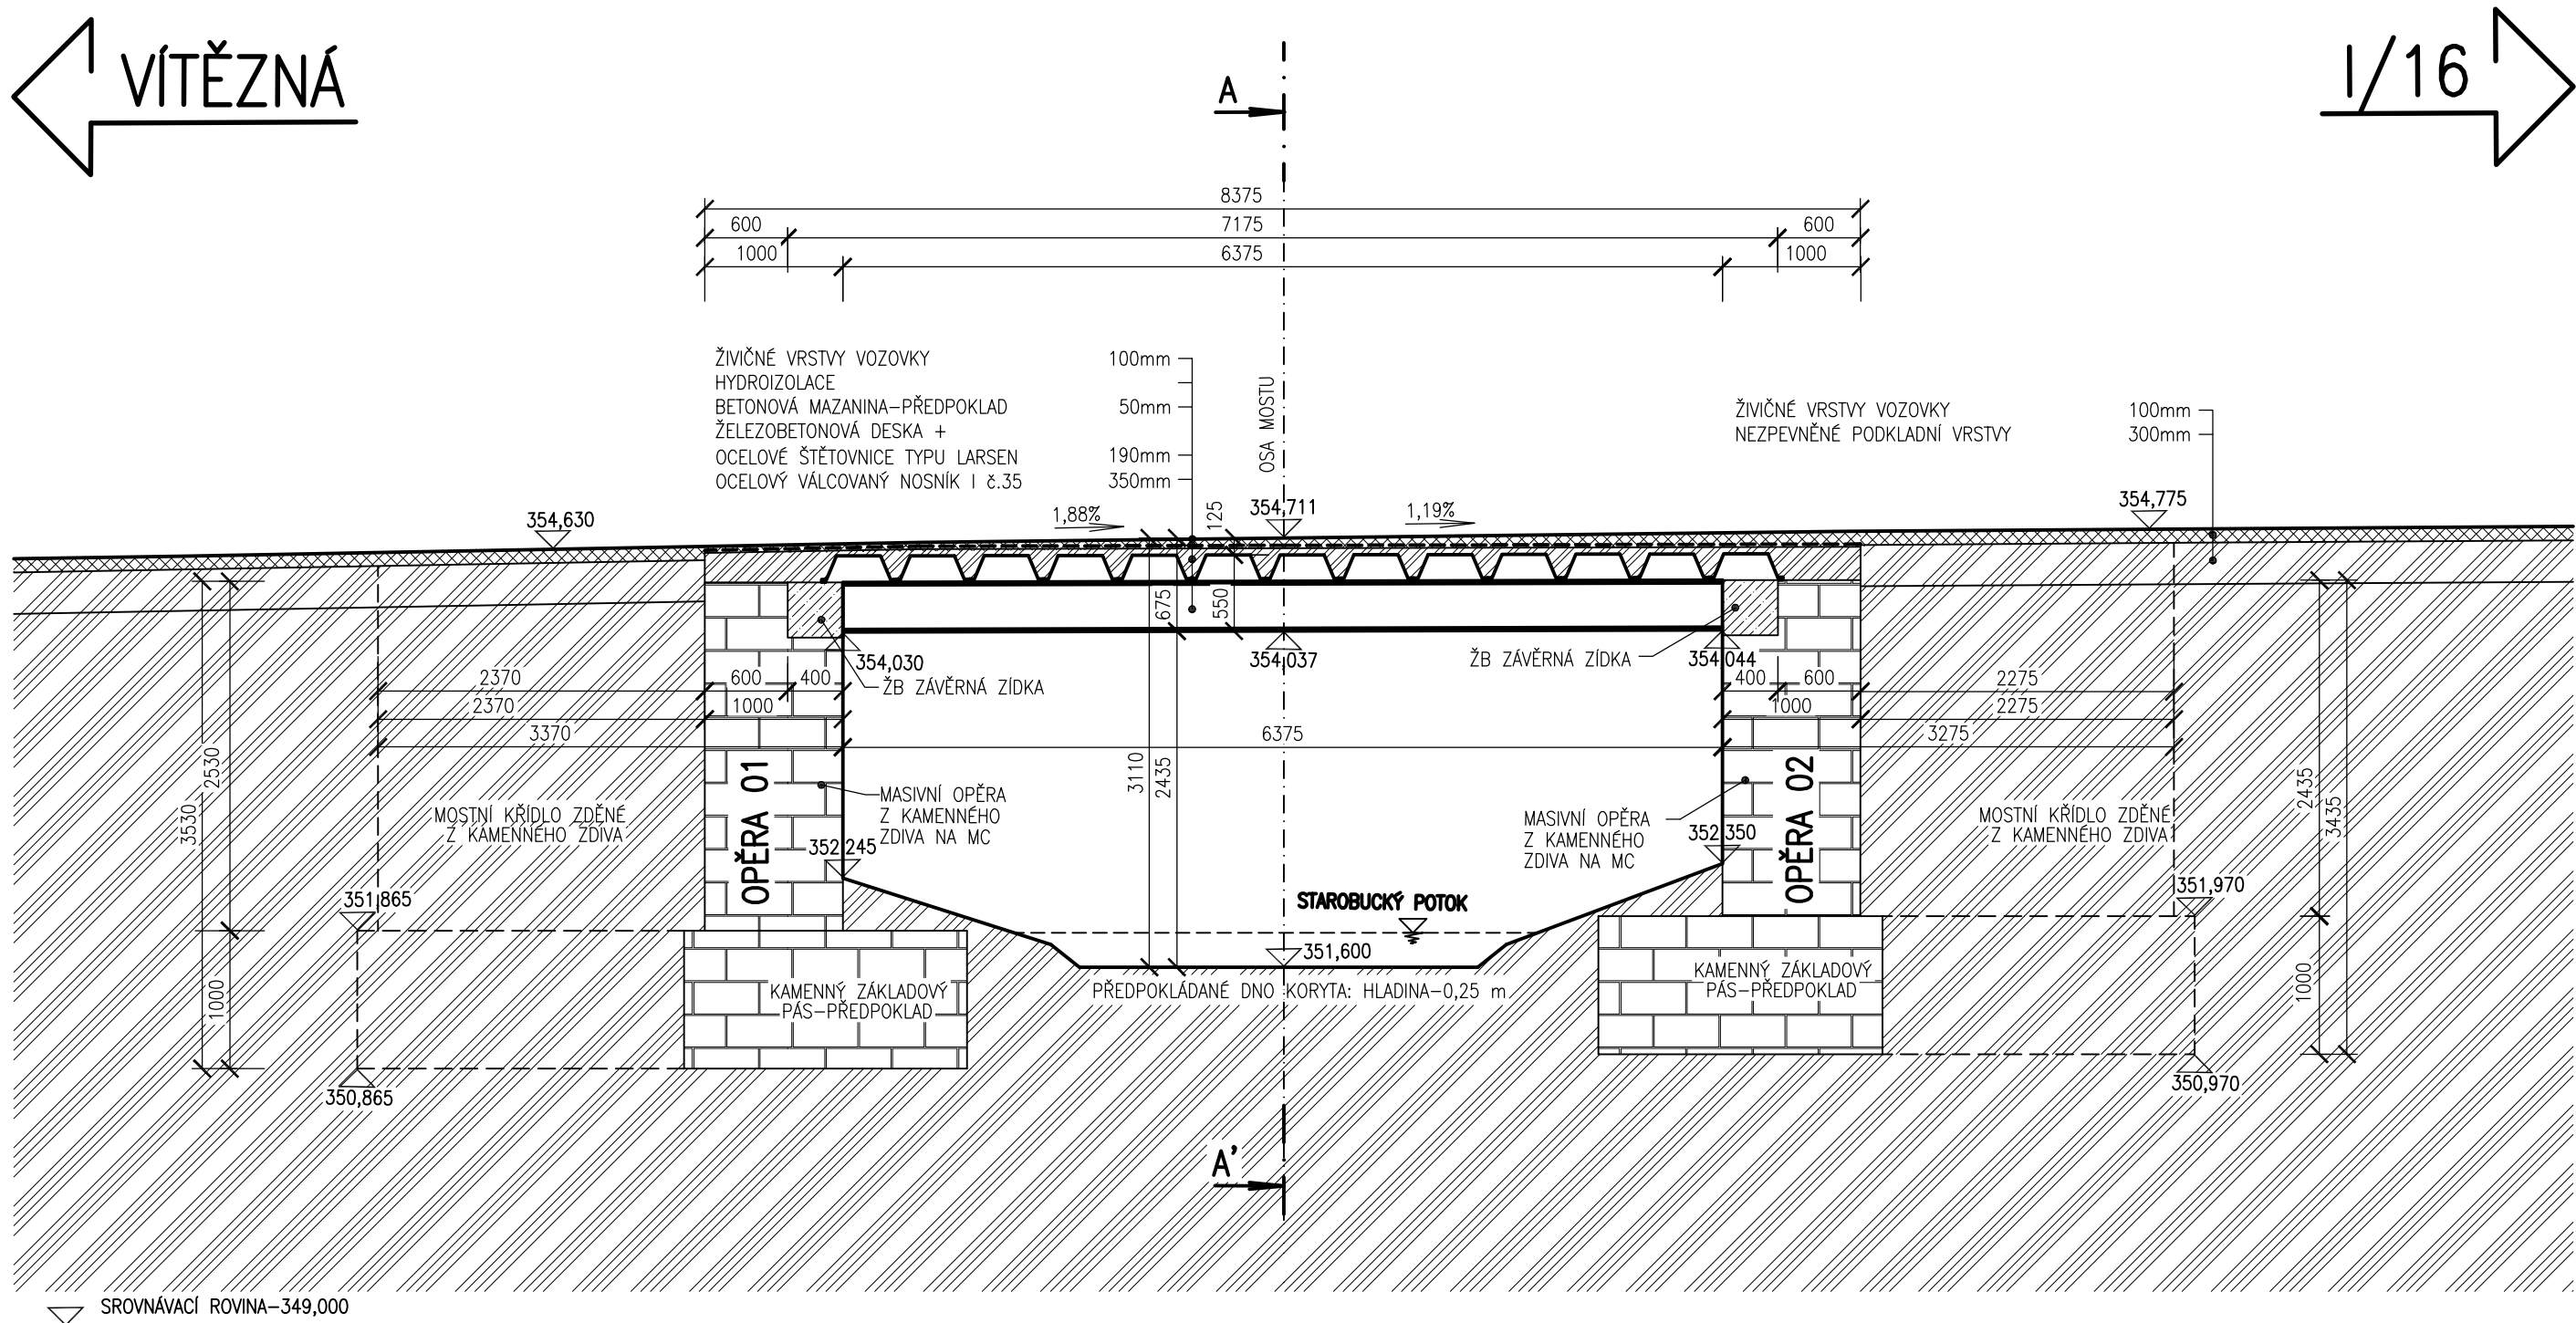 VÍTĚZNÁ
I/16
A
8375
600
7175
600
1000
6375
1000
ŽIVIČNÉ VRSTVY VOZOVKY 100mm
HYDROIZOLACE
BETONOVÁ MAZANINA-PŘEDPOKLAD 50mm
ŽELEZOBETONOVÁ DESKA +
OCELOVÉ ŠTĚTOVNICE TYPU LARSEN 190mm
OCELOVÝ VÁLCOVANÝ NOSNÍK I č.35 350mm
OSA MOSTU
ŽIVIČNÉ VRSTVY VOZOVKY 100mm
NEZPEVNĚNÉ PODKLADNÍ VRSTVY 300mm
354,630
1,88%
125
354,711
1,19%
354,775
675
550
354,030
354,037
ŽB ZÁVĚRNÁ ZÍDKA
354,044
ŽB ZÁVĚRNÁ ZÍDKA
2370
600
400
400
600
2275
2370
1000
1000
2275
3370
6375
3275
3530
2530
3110
2435
2435
3435
OPĚRA 01
MASIVNÍ OPĚRA
Z KAMENNÉHO
ZDIVA NA MC
MOSTNÍ KŘÍDLO ZDĚNÉ
Z KAMENNÉHO ZDIVA
MASIVNÍ OPĚRA
Z KAMENNÉHO
ZDIVA NA MC
OPĚRA 02
MOSTNÍ KŘÍDLO ZDĚNÉ
Z KAMENNÉHO ZDIVA
352,245
352,350
351,865
STAROBUCKÝ POTOK
351,970
351,600
1000
KAMENNÝ ZÁKLADOVÝ
PÁS-PŘEDPOKLAD
PŘEDPOKLÁDANÉ DNO KORYTA: HLADINA-0,25 m
KAMENNÝ ZÁKLADOVÝ
PÁS-PŘEDPOKLAD
1000
350,865
350,970
A'
SROVNÁVACÍ ROVINA-349,000